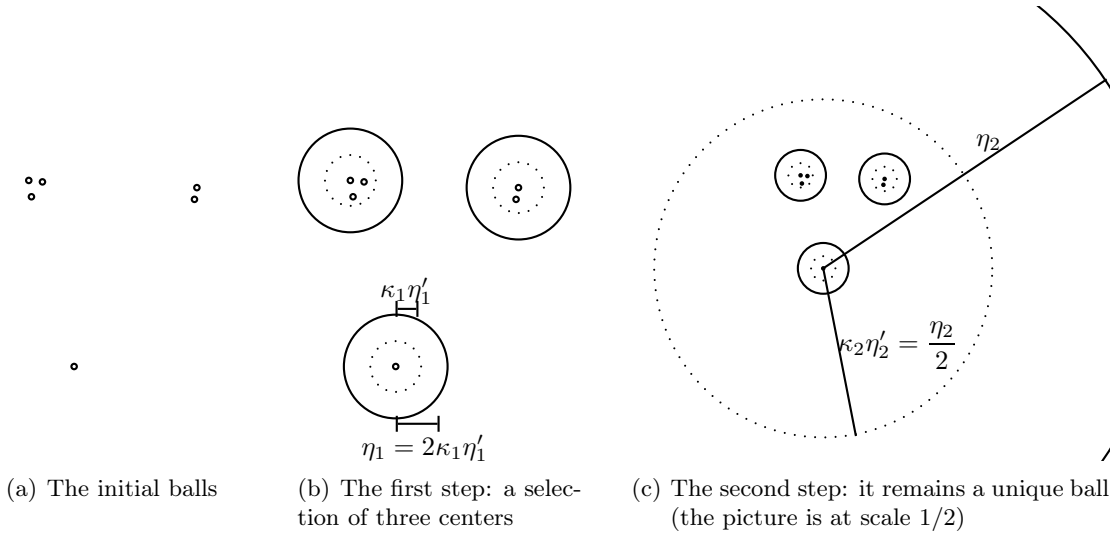 κ₁η′₁
η₁ = 2κ₁η′₁
η₂
κ₂η′₂ = η₂/2
(a) The initial balls
(b) The first step: a selec-
tion of three centers
(c) The second step: it remains a unique ball
(the picture is at scale 1/2)